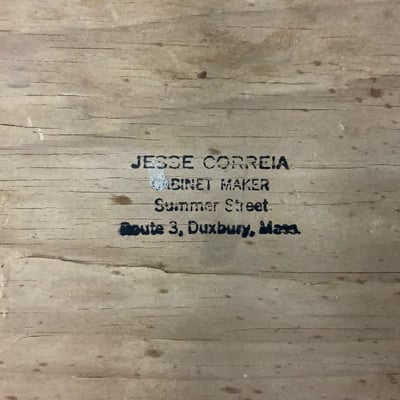 JESSE CORREIA
CABINET MAKER
Summer Street
Route 3, Duxbury, Mass.